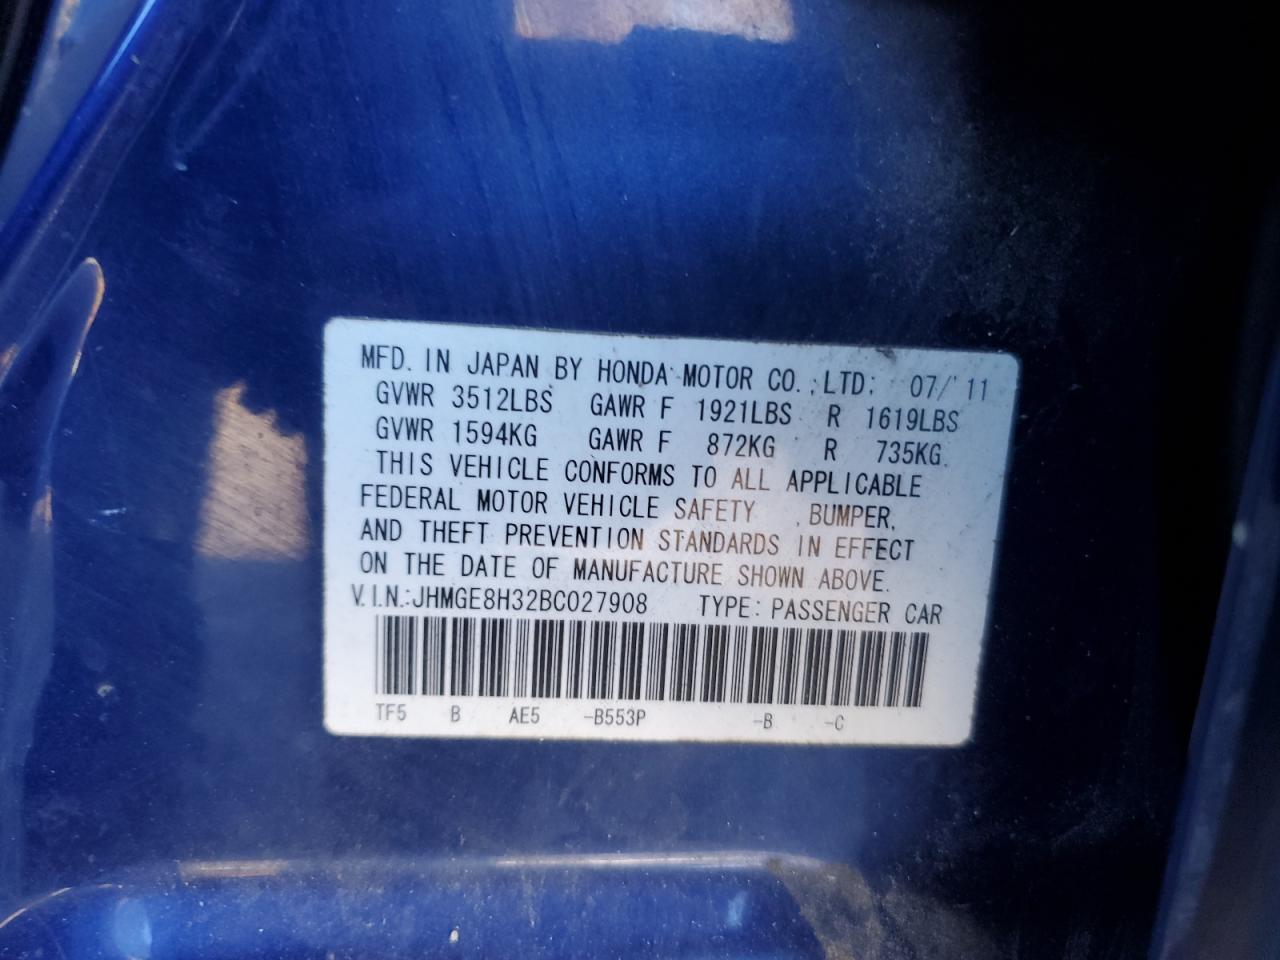 MFD. IN JAPAN BY HONDA MOTOR CO., LTD. 07/ 11
GVWR 3512LBS GAWR F 1921LBS R 1619LBS
GVWR 1594KG GAWR F 872KG R 735KG
THIS VEHICLE CONFORMS TO ALL APPLICABLE
FEDERAL MOTOR VEHICLE SAFETY , BUMPER,
AND THEFT PREVENTION STANDARDS IN EFFECT
ON THE DATE OF MANUFACTURE SHOWN ABOVE.
V.I.N.:JHMGE8H32BC027908 TYPE: PASSENGER CAR
TF5 B AE5 -B553P -B -C